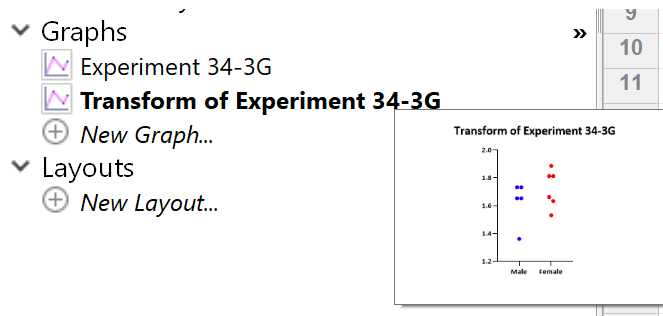 Graphs
»
Experiment 34-3G
Transform of Experiment 34-3G
New Graph...
Layouts
New Layout...
9
10
11
Transform of Experiment 34-3G
2.0
1.8
1.6
1.4
1.2
Male Female